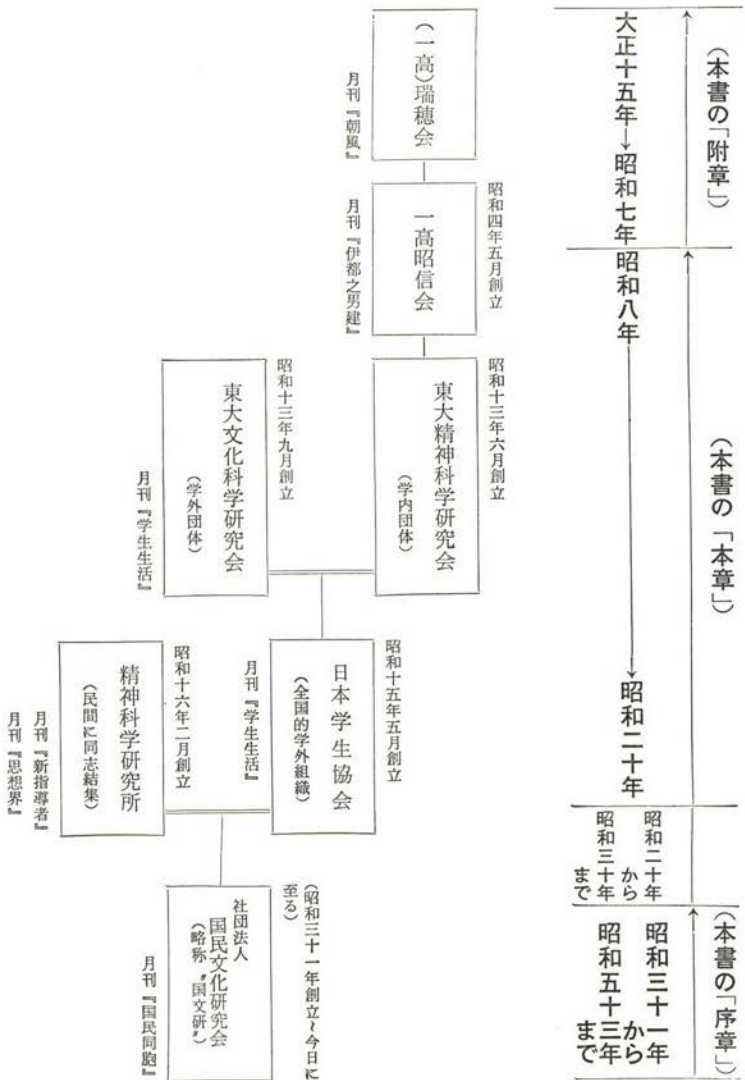 （本書の「附章」）
大正十五年→昭和七年
（本書の「本章」）
昭和八年→昭和二十年
昭和二十年
から
昭和三十年
まで
（本書の「序章」）
昭和三十一年
から
昭和五十三年
まで
（一高）瑞穂会
月刊『朝風』
昭和四年五月創立
一高昭信会
月刊『伊都之男建』
昭和十三年六月創立
東大精神科学研究会
（学内団体）
昭和十三年九月創立
東大文化科学研究会
（学外団体）
月刊『学生生活』
昭和十五年五月創立
日本学生協会
（全国的学外組織）
月刊『学生生活』
昭和十六年二月創立
精神科学研究所
（民間に同志結集）
月刊『新指導者』
月刊『思想界』
（昭和三十一年創立～今日に
至る）
社団法人
国民文化研究会
（略称〝国文研〟）
月刊『国民同胞』